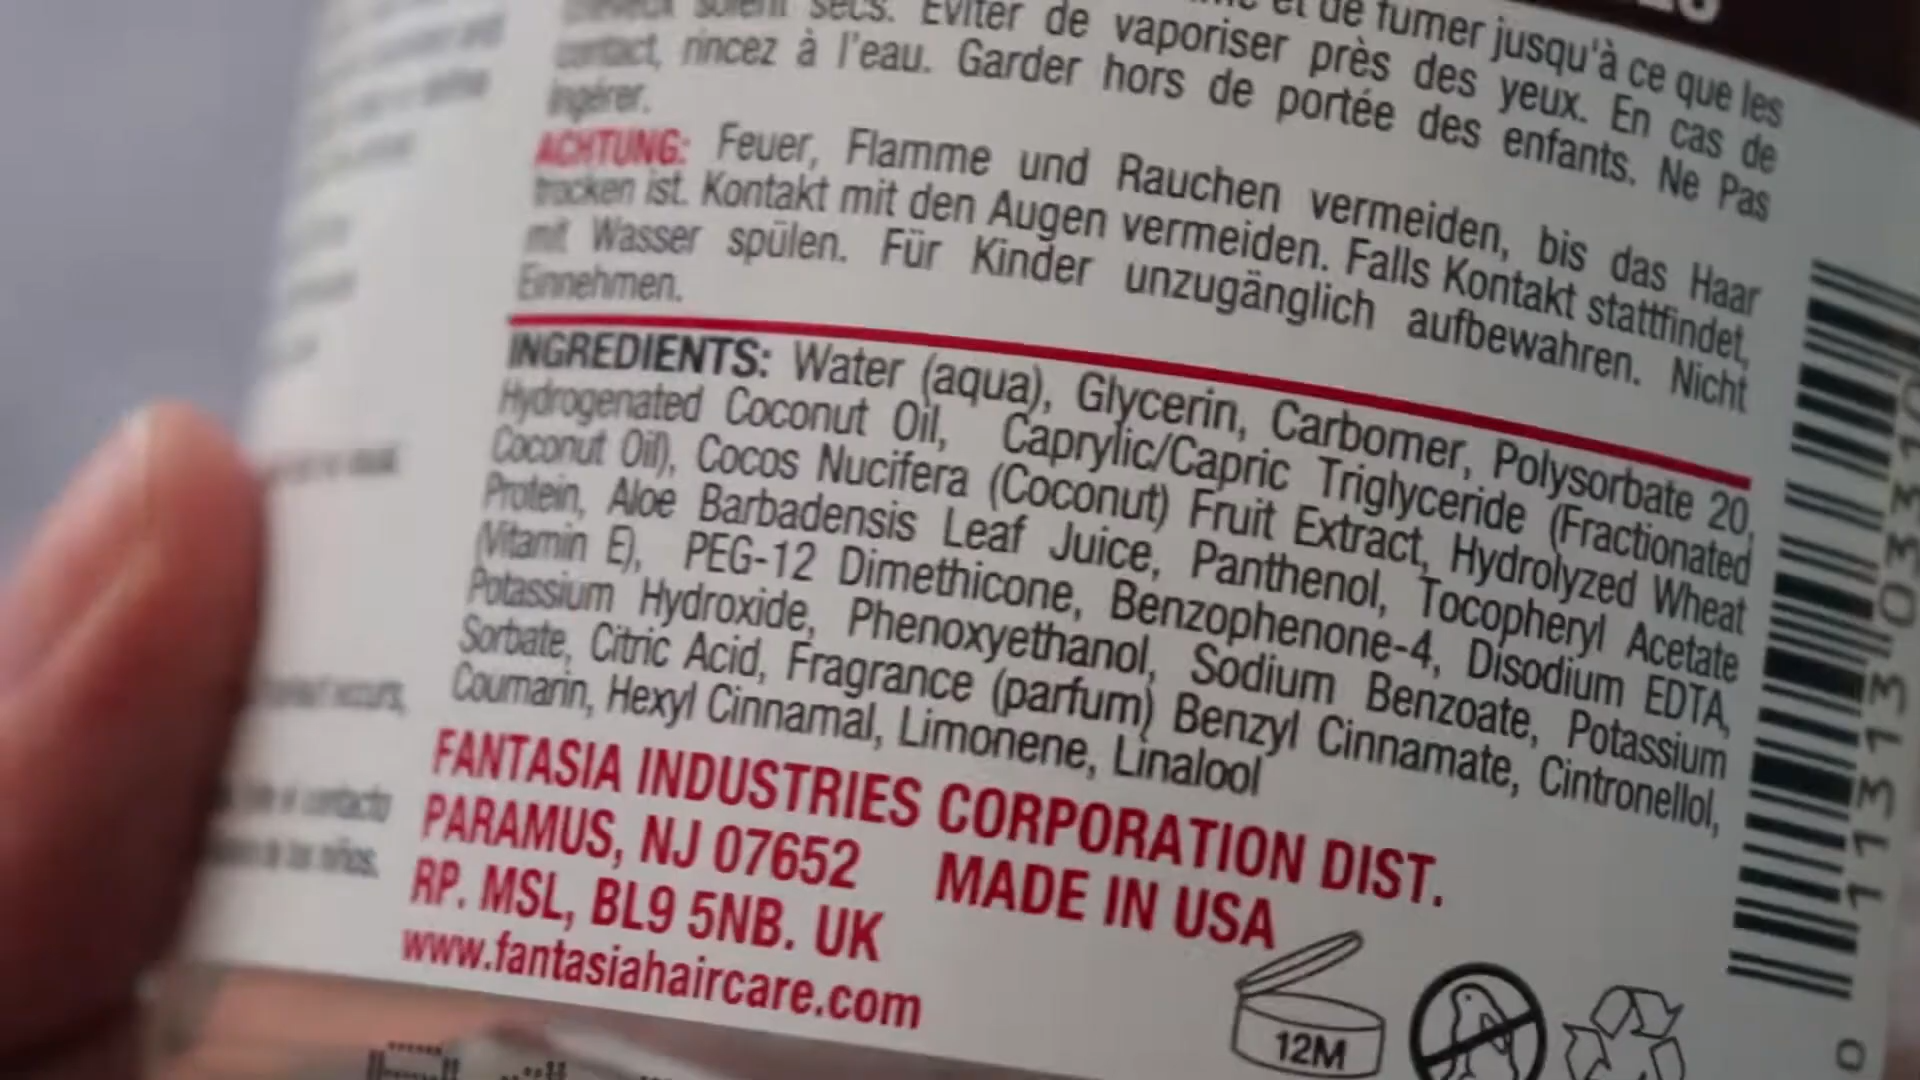 et de fumer jusqu'à ce que les
soient secs. Éviter de vaporiser près des yeux. En cas de
contact, rincez à l'eau. Garder hors de portée des enfants. Ne Pas
Ingérer.
ACHTUNG: Feuer, Flamme und Rauchen vermeiden, bis das Haar
trocken ist. Kontakt mit den Augen vermeiden. Falls Kontakt stattfindet,
mit Wasser spülen. Für Kinder unzugänglich aufbewahren. Nicht
Einnehmen.
INGREDIENTS: Water (aqua), Glycerin, Carbomer, Polysorbate 20,
Hydrogenated Coconut Oil, Caprylic/Capric Triglyceride (Fractionated
Coconut Oil), Cocos Nucifera (Coconut) Fruit Extract, Hydrolyzed Wheat
Protein, Aloe Barbadensis Leaf Juice, Panthenol, Tocopheryl Acetate
(Vitamin E), PEG-12 Dimethicone, Benzophenone-4, Disodium EDTA,
Potassium Hydroxide, Phenoxyethanol, Sodium Benzoate, Potassium
Sorbate, Citric Acid, Fragrance (parfum) Benzyl Cinnamate, Cintronellol,
Coumarin, Hexyl Cinnamal, Limonene, Linalool
FANTASIA INDUSTRIES CORPORATION DIST.
PARAMUS, NJ 07652 MADE IN USA
RP. MSL, BL9 5NB. UK
www.fantasiahaircare.com
12M
contact occurs,
contacto
de los niños.